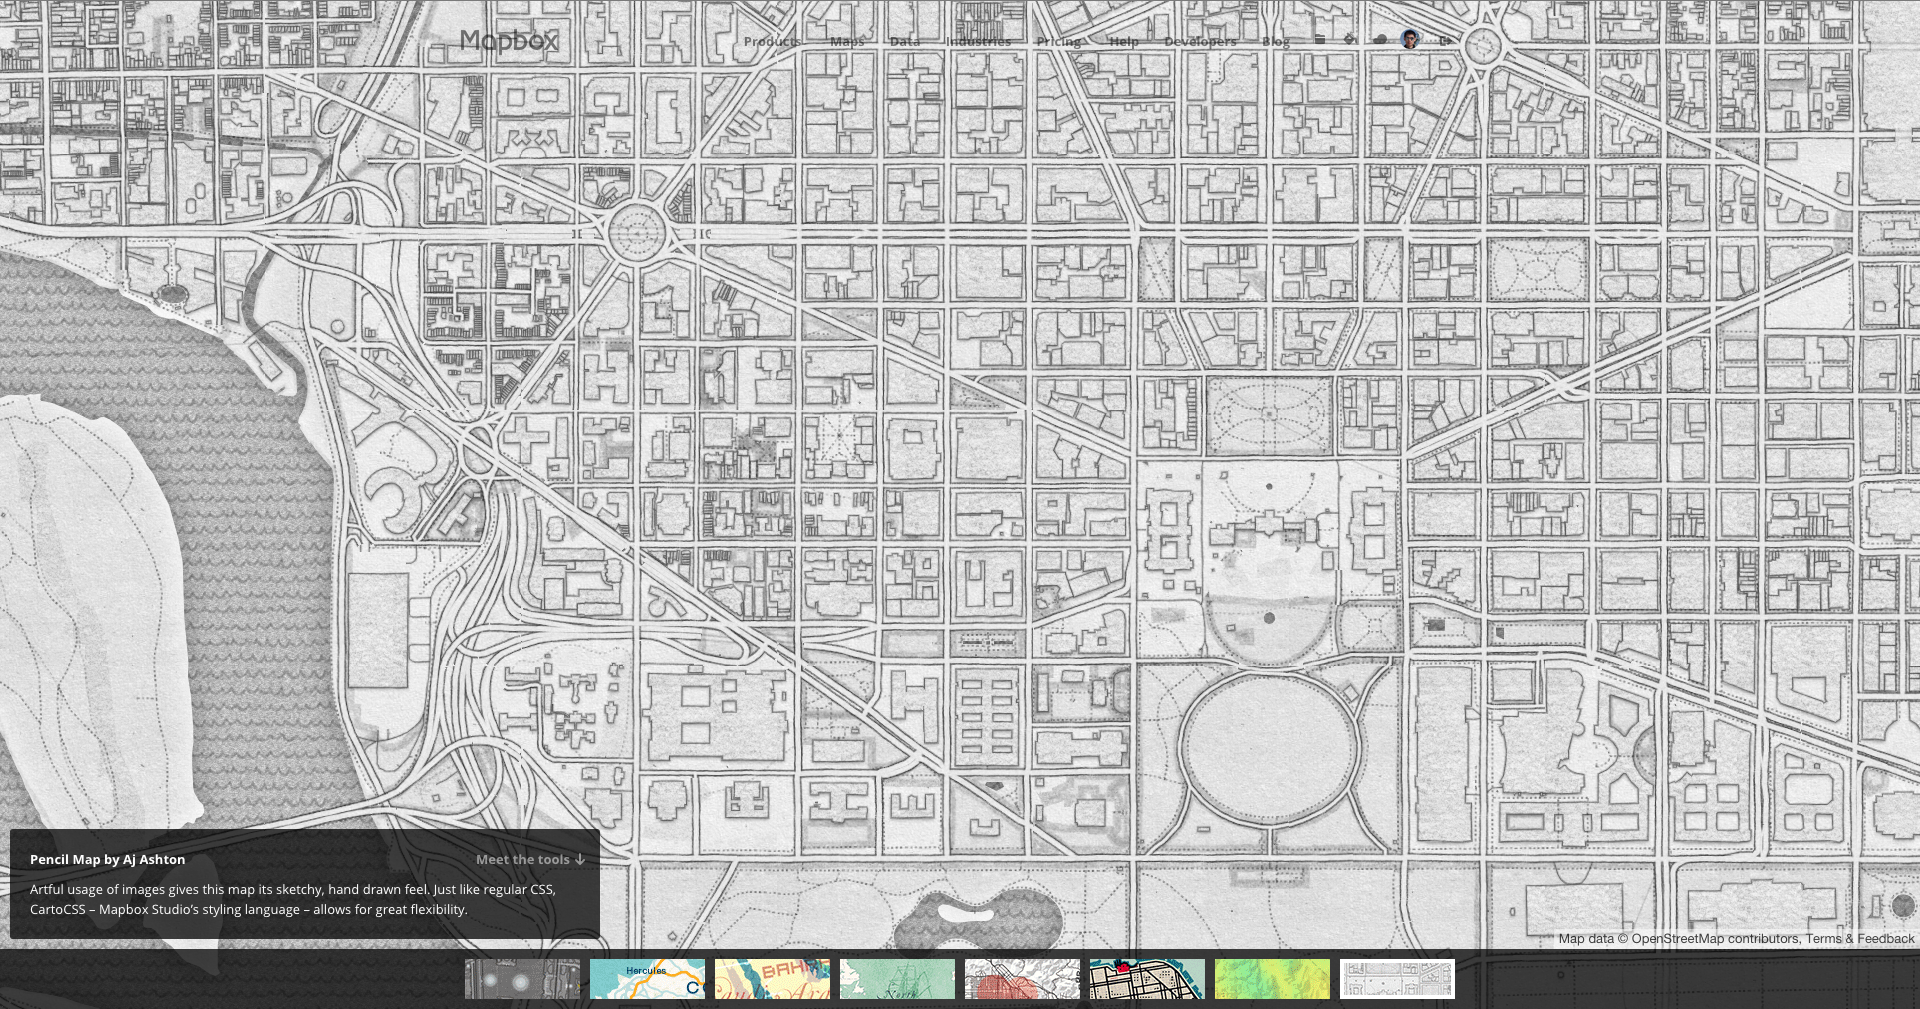 Mapbox
Products Maps Data Industries Pricing Help Developers Blog
Pencil Map by Aj Ashton
Meet the tools ↓
Artful usage of images gives this map its sketchy, hand drawn feel. Just like regular CSS,
CartoCSS – Mapbox Studio’s styling language – allows for great flexibility.
Map data © OpenStreetMap contributors, Terms & Feedback
Hercules
C
BAHR
North